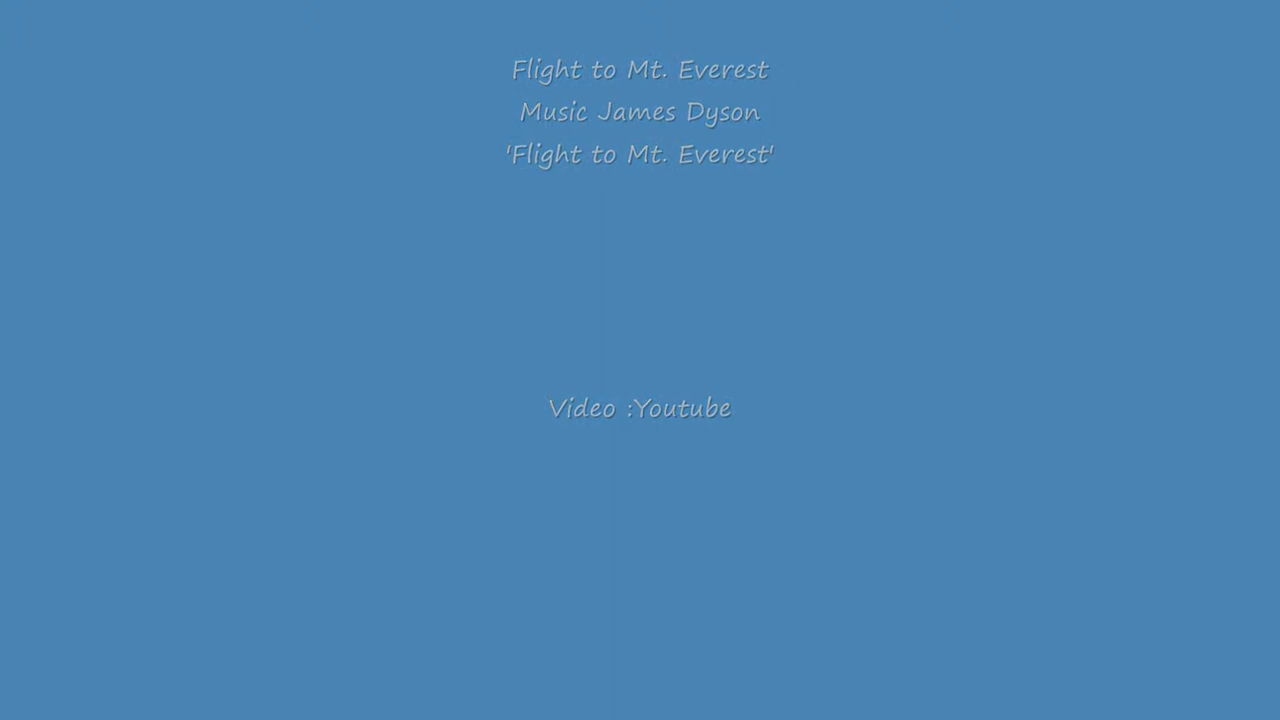 Flight to Mt. Everest
Music James Dyson
'Flight to Mt. Everest'
Video :Youtube